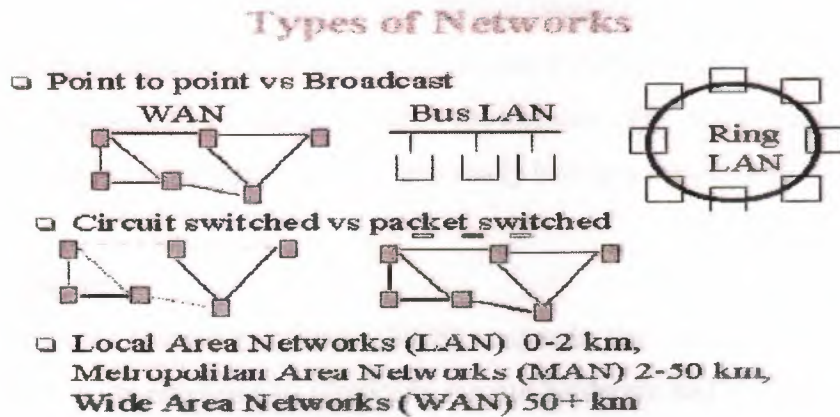 Types of Networks
Point to point vs Broadcast
WAN
Bus LAN
Ring
LAN
Circuit switched vs packet switched
Local Area Networks (LAN) 0-2 km,
Metropolitan Area Networks (MAN) 2-50 km,
Wide Area Networks (WAN) 50+ km